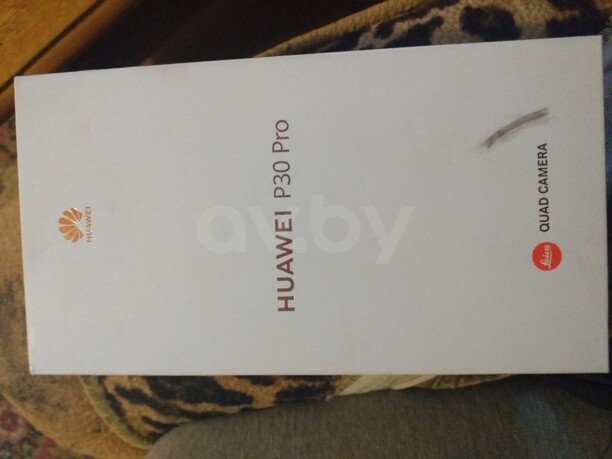 HUAWEI
HUAWEI P30 Pro
Leica
QUAD CAMERA
av.by